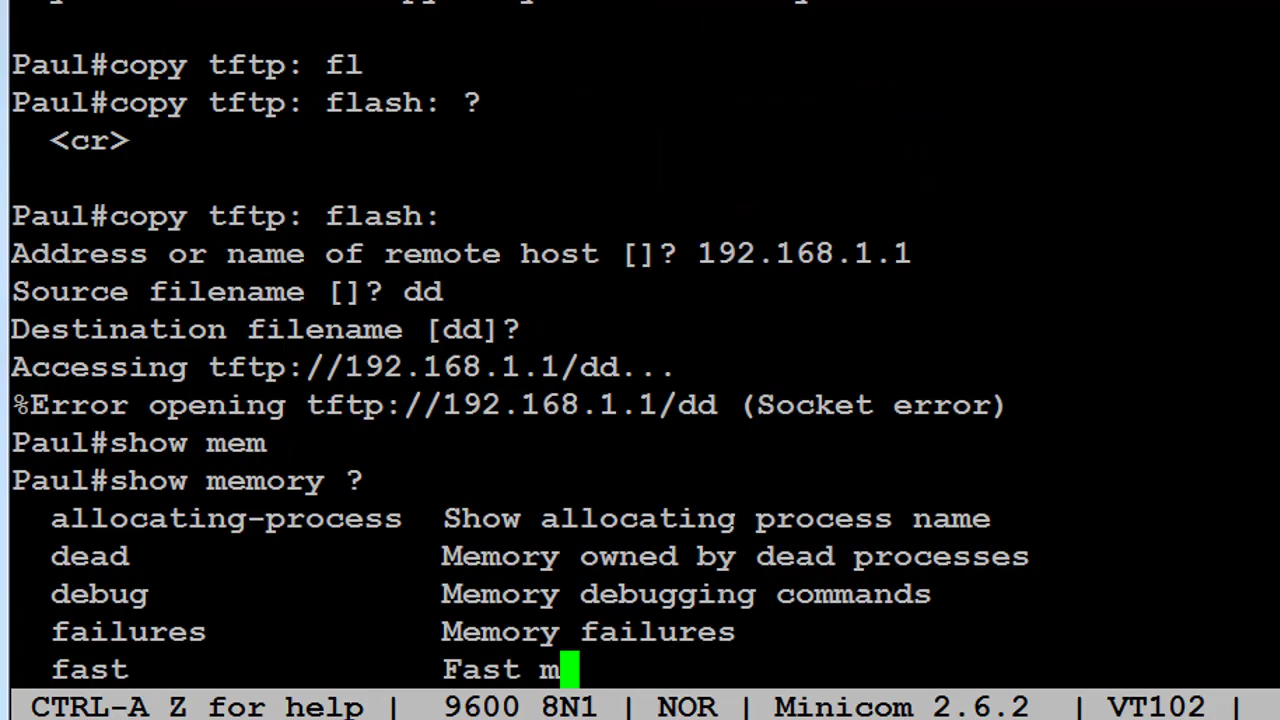 Paul#copy tftp: fl
Paul#copy tftp: flash: ?
<cr>
Paul#copy tftp: flash:
Address or name of remote host []? 192.168.1.1
Source filename []? dd
Destination filename [dd]?
Accessing tftp://192.168.1.1/dd...
%Error opening tftp://192.168.1.1/dd (Socket error)
Paul#show mem
Paul#show memory ?
allocating-process Show allocating process name
dead Memory owned by dead processes
debug Memory debugging commands
failures Memory failures
fast Fast m
CTRL-A Z for help | 9600 8N1 | NOR | Minicom 2.6.2 | VT102 |